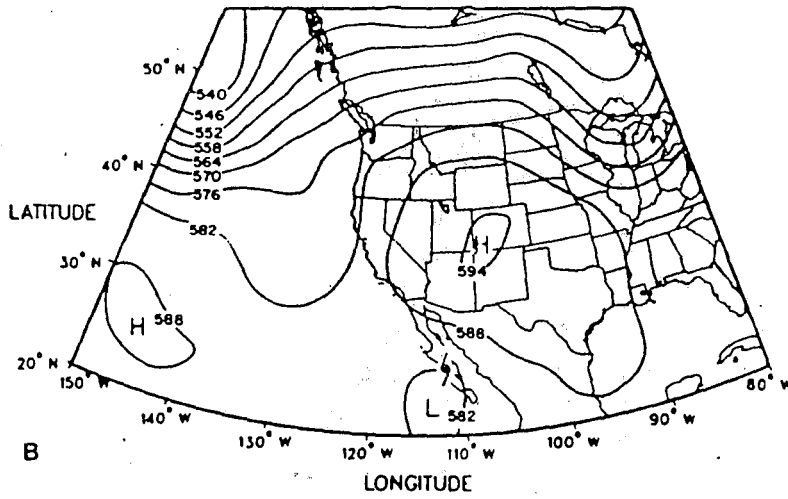 50° N
540
546
552
558
564
570
576
40° N
LATITUDE
582
H
594
30° N
588
H
588
20° N
L
582
150° W
140° W
130° W
120° W
110° W
100° W
90° W
80° W
B
LONGITUDE